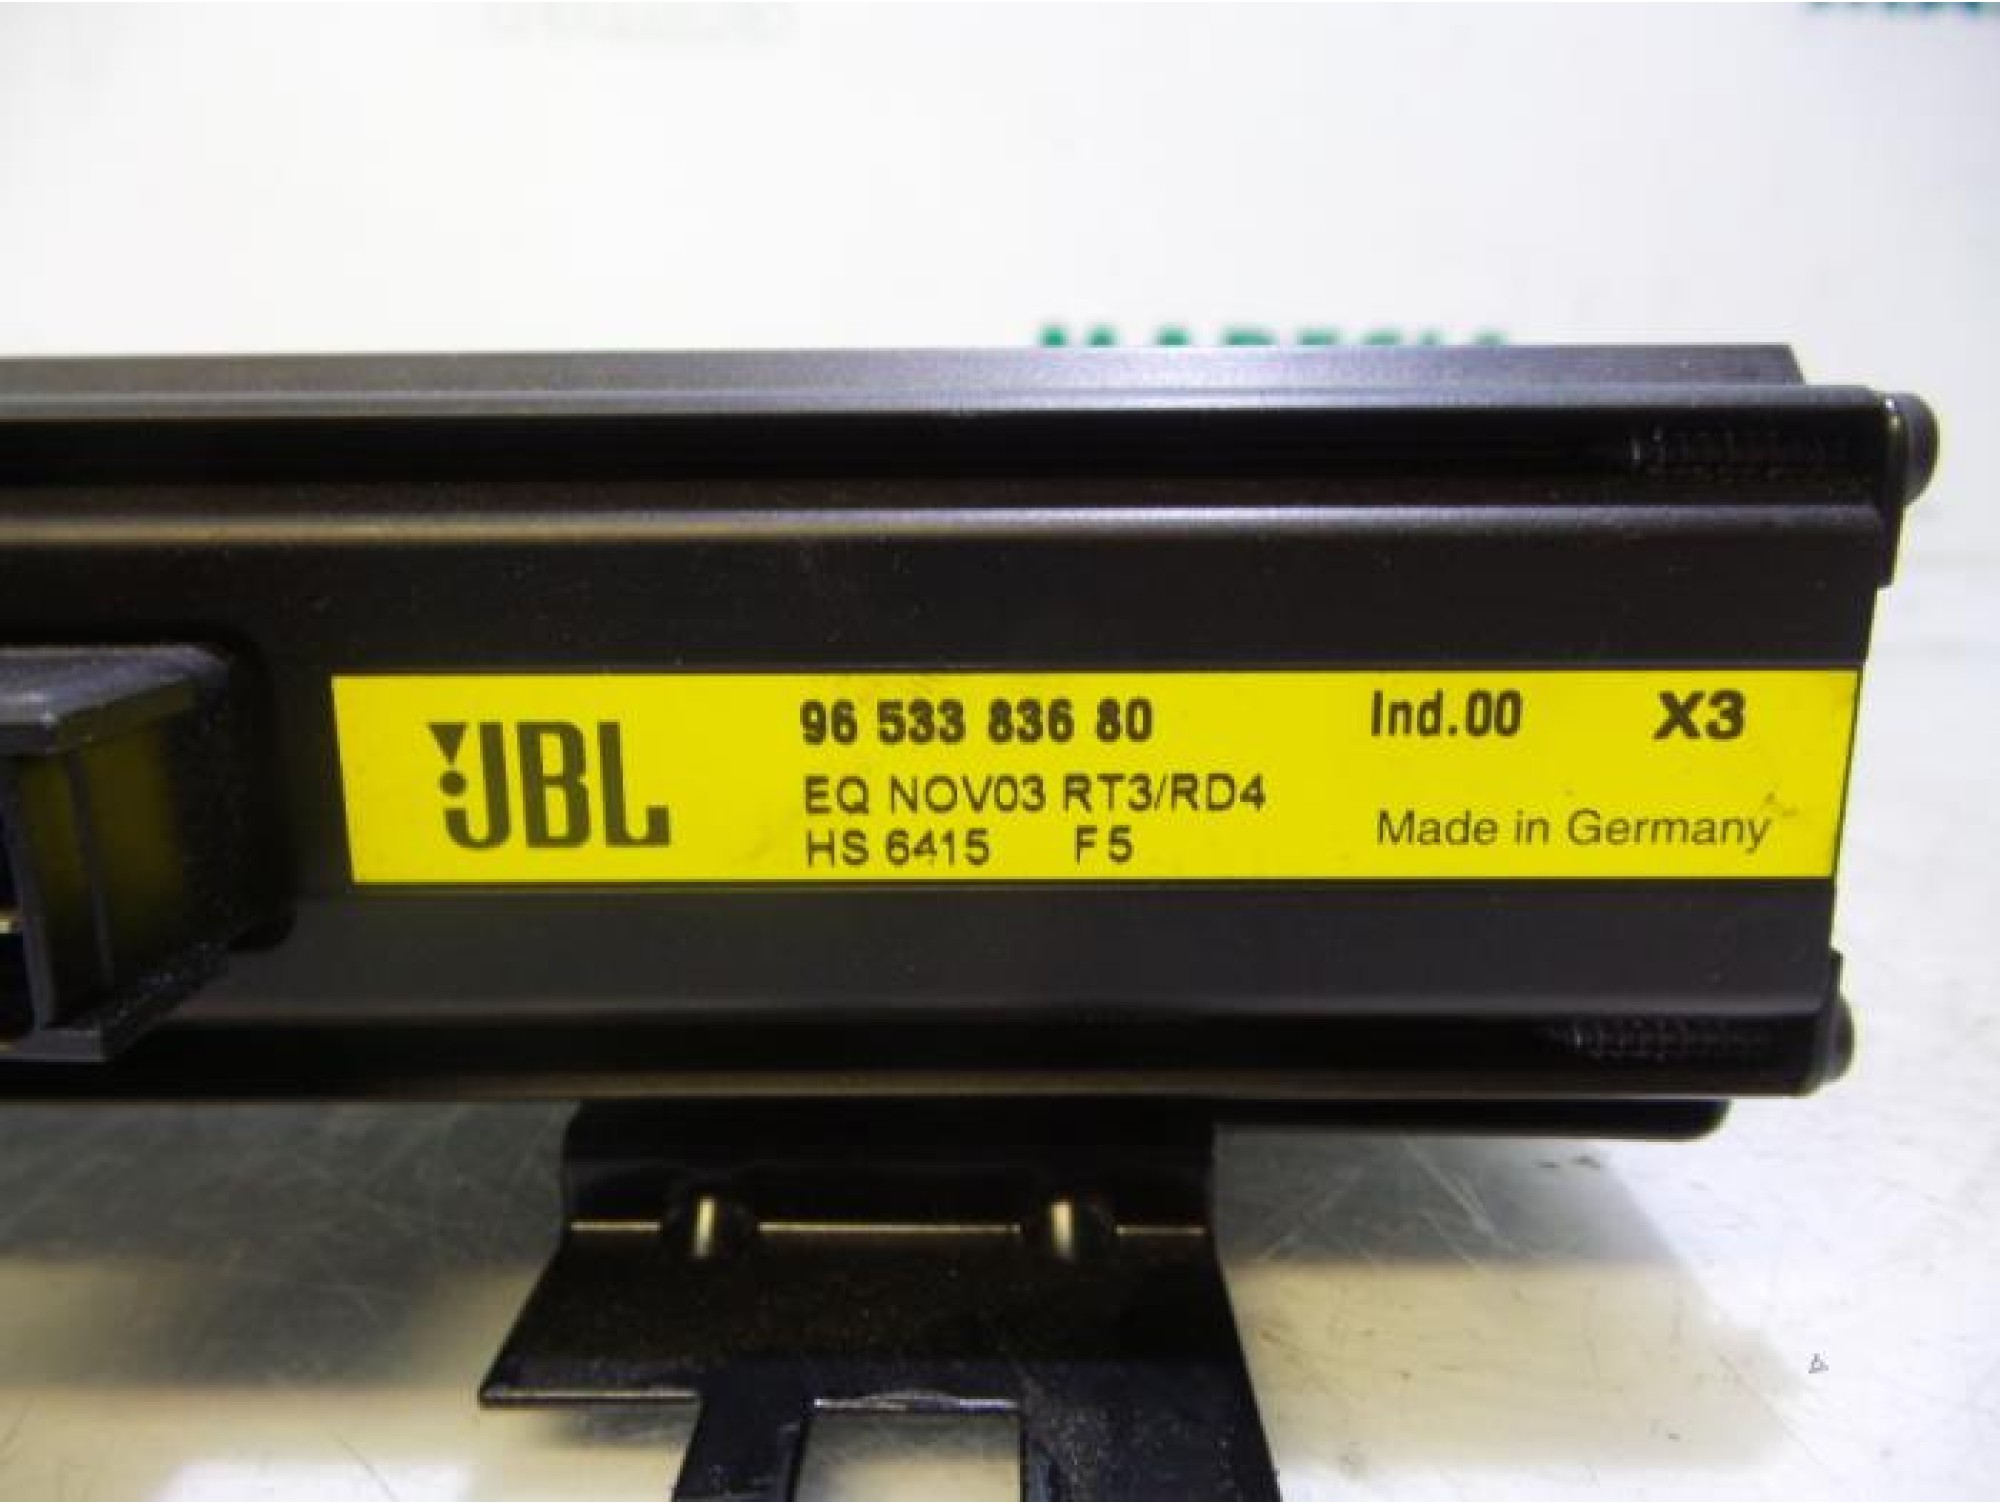 JBL
96 533 836 80
Ind.00
X3
EQ NOV03 RT3/RD4
HS 6415 F5
Made in Germany